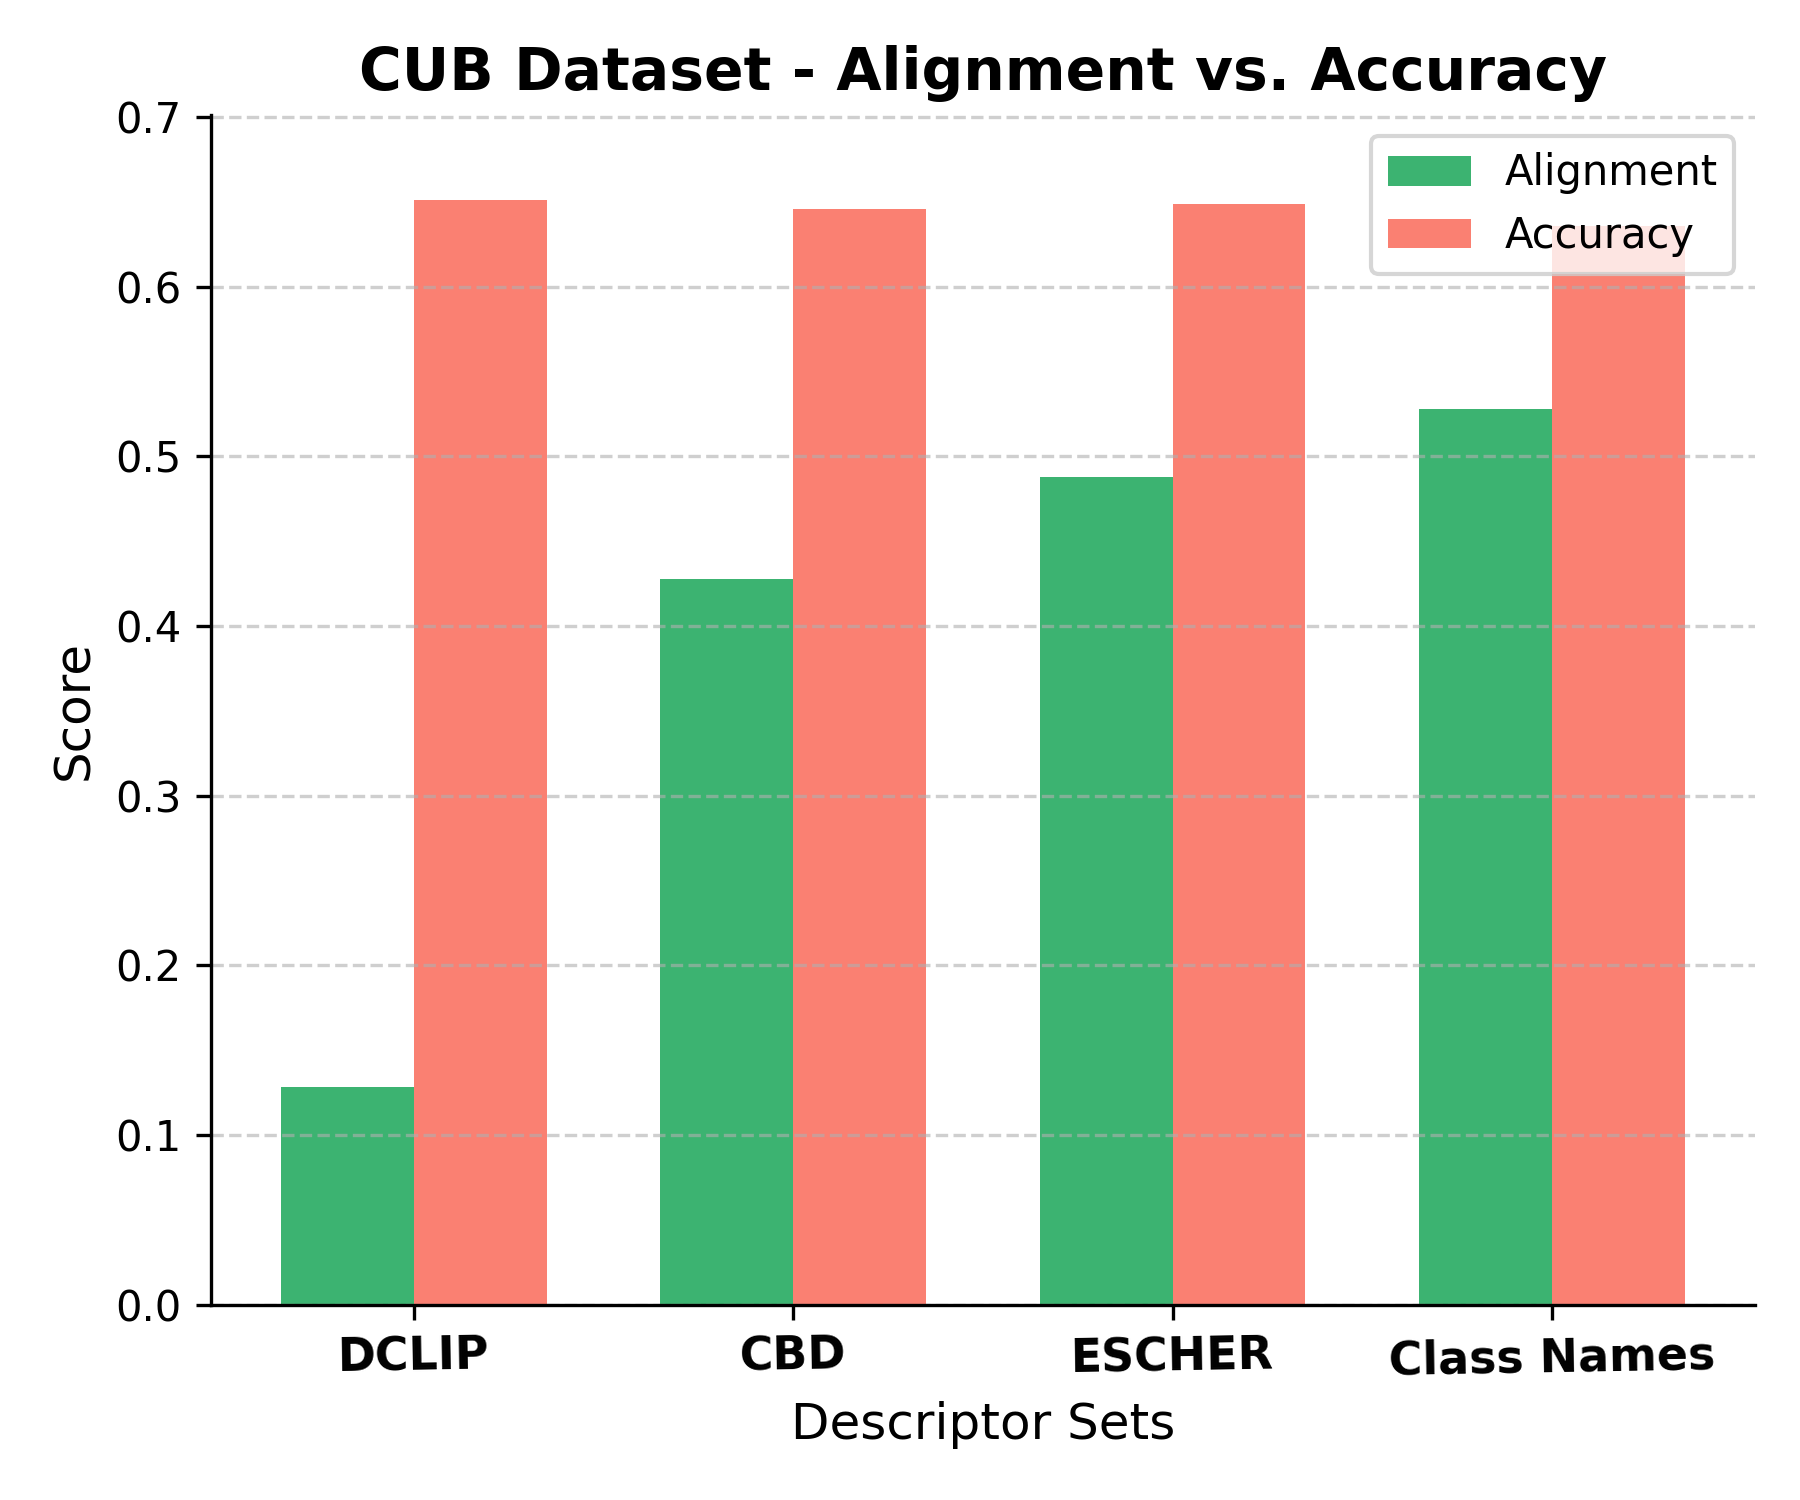 CUB Dataset - Alignment vs. Accuracy
0.7
0.6
0.5
0.4
0.3
0.2
0.1
0.0
Score
Alignment
Accuracy
DCLIP
CBD
ESCHER
Class Names
Descriptor Sets